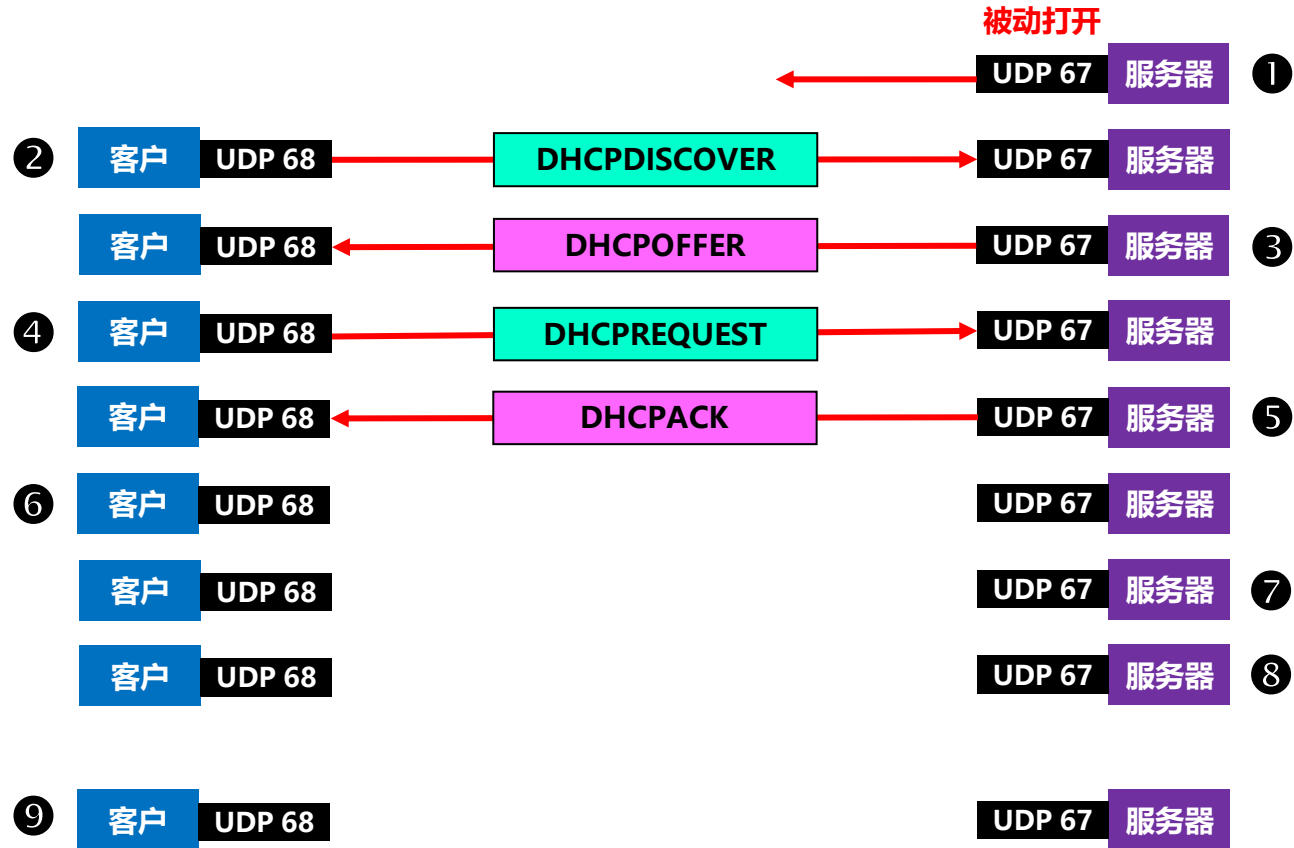 被动打开
UDP 67 服务器 ❶
❷ 客户 UDP 68 DHCPDISCOVER UDP 67 服务器
客户 UDP 68 DHCPOFFER UDP 67 服务器 ❸
❹ 客户 UDP 68 DHCPREQUEST UDP 67 服务器
客户 UDP 68 DHCPACK UDP 67 服务器 ❺
❻ 客户 UDP 68 UDP 67 服务器
客户 UDP 68 UDP 67 服务器 ❼
客户 UDP 68 UDP 67 服务器 ❽
❾ 客户 UDP 68 UDP 67 服务器